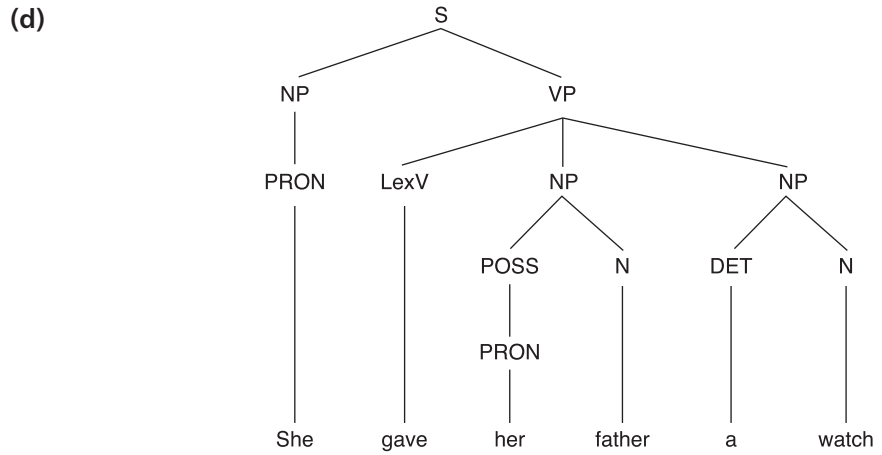 (d)
S
NP VP
PRON LexV NP NP
POSS N DET N
PRON
She gave her father a watch